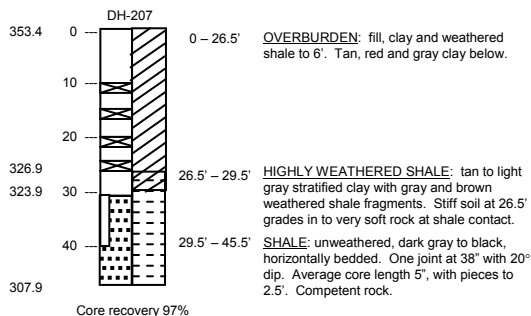 DH-207
353.4
0
0 – 26.5’
OVERBURDEN: fill, clay and weathered
shale to 6’. Tan, red and gray clay below.
10
20
326.9
323.9
30
26.5’ – 29.5’
HIGHLY WEATHERED SHALE: tan to light
gray stratified clay with gray and brown
weathered shale fragments. Stiff soil at 26.5’
grades in to very soft rock at shale contact.
40
29.5’ – 45.5’
SHALE: unweathered, dark gray to black,
horizontally bedded. One joint at 38” with 20°
dip. Average core length 5”, with pieces to
2.5’. Competent rock.
307.9
Core recovery 97%